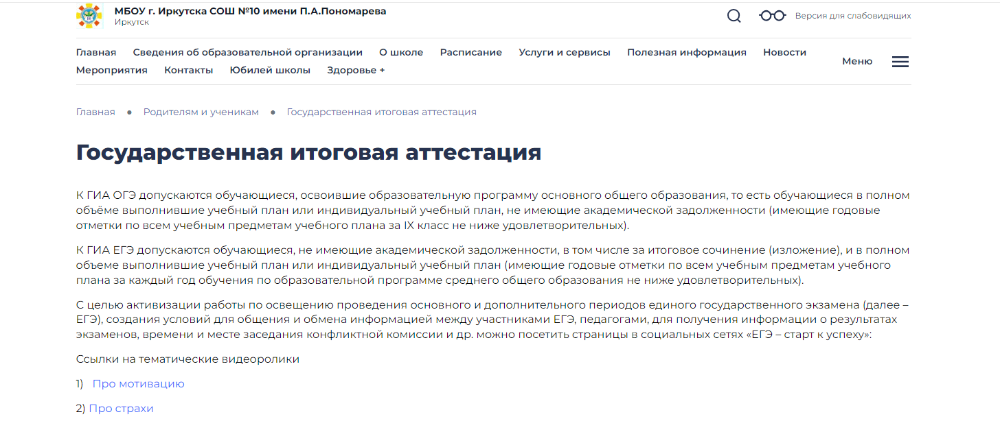 МБОУ г. Иркутска СОШ №10 имени П.А.Пономарева
Иркутск
Версия для слабовидящих
Главная Сведения об образовательной организации О школе Расписание Услуги и сервисы Полезная информация Новости
Мероприятия Контакты Юбилей школы Здоровье +
Меню
Главная ● Родителям и ученикам ● Государственная итоговая аттестация
Государственная итоговая аттестация
К ГИА ОГЭ допускаются обучающиеся, освоившие образовательную программу основного общего образования, то есть обучающиеся в полном
объёме выполнившие учебный план или индивидуальный учебный план, не имеющие академической задолженности (имеющие годовые
отметки по всем учебным предметам учебного плана за IX класс не ниже удовлетворительных).
К ГИА ЕГЭ допускаются обучающиеся, не имеющие академической задолженности, в том числе за итоговое сочинение (изложение), и в полном
объеме выполнившие учебный план или индивидуальный учебный план (имеющие годовые отметки по всем учебным предметам учебного
плана за каждый год обучения по образовательной программе среднего общего образования не ниже удовлетворительных).
С целью активизации работы по освещению проведения основного и дополнительного периодов единого государственного экзамена (далее –
ЕГЭ), создания условий для общения и обмена информацией между участниками ЕГЭ, педагогами, для получения информации о результатах
экзаменов, времени и месте заседания конфликтной комиссии и др. можно посетить страницы в социальных сетях «ЕГЭ – старт к успеху»:
Ссылки на тематические видеоролики
1) Про мотивацию
2) Про страхи